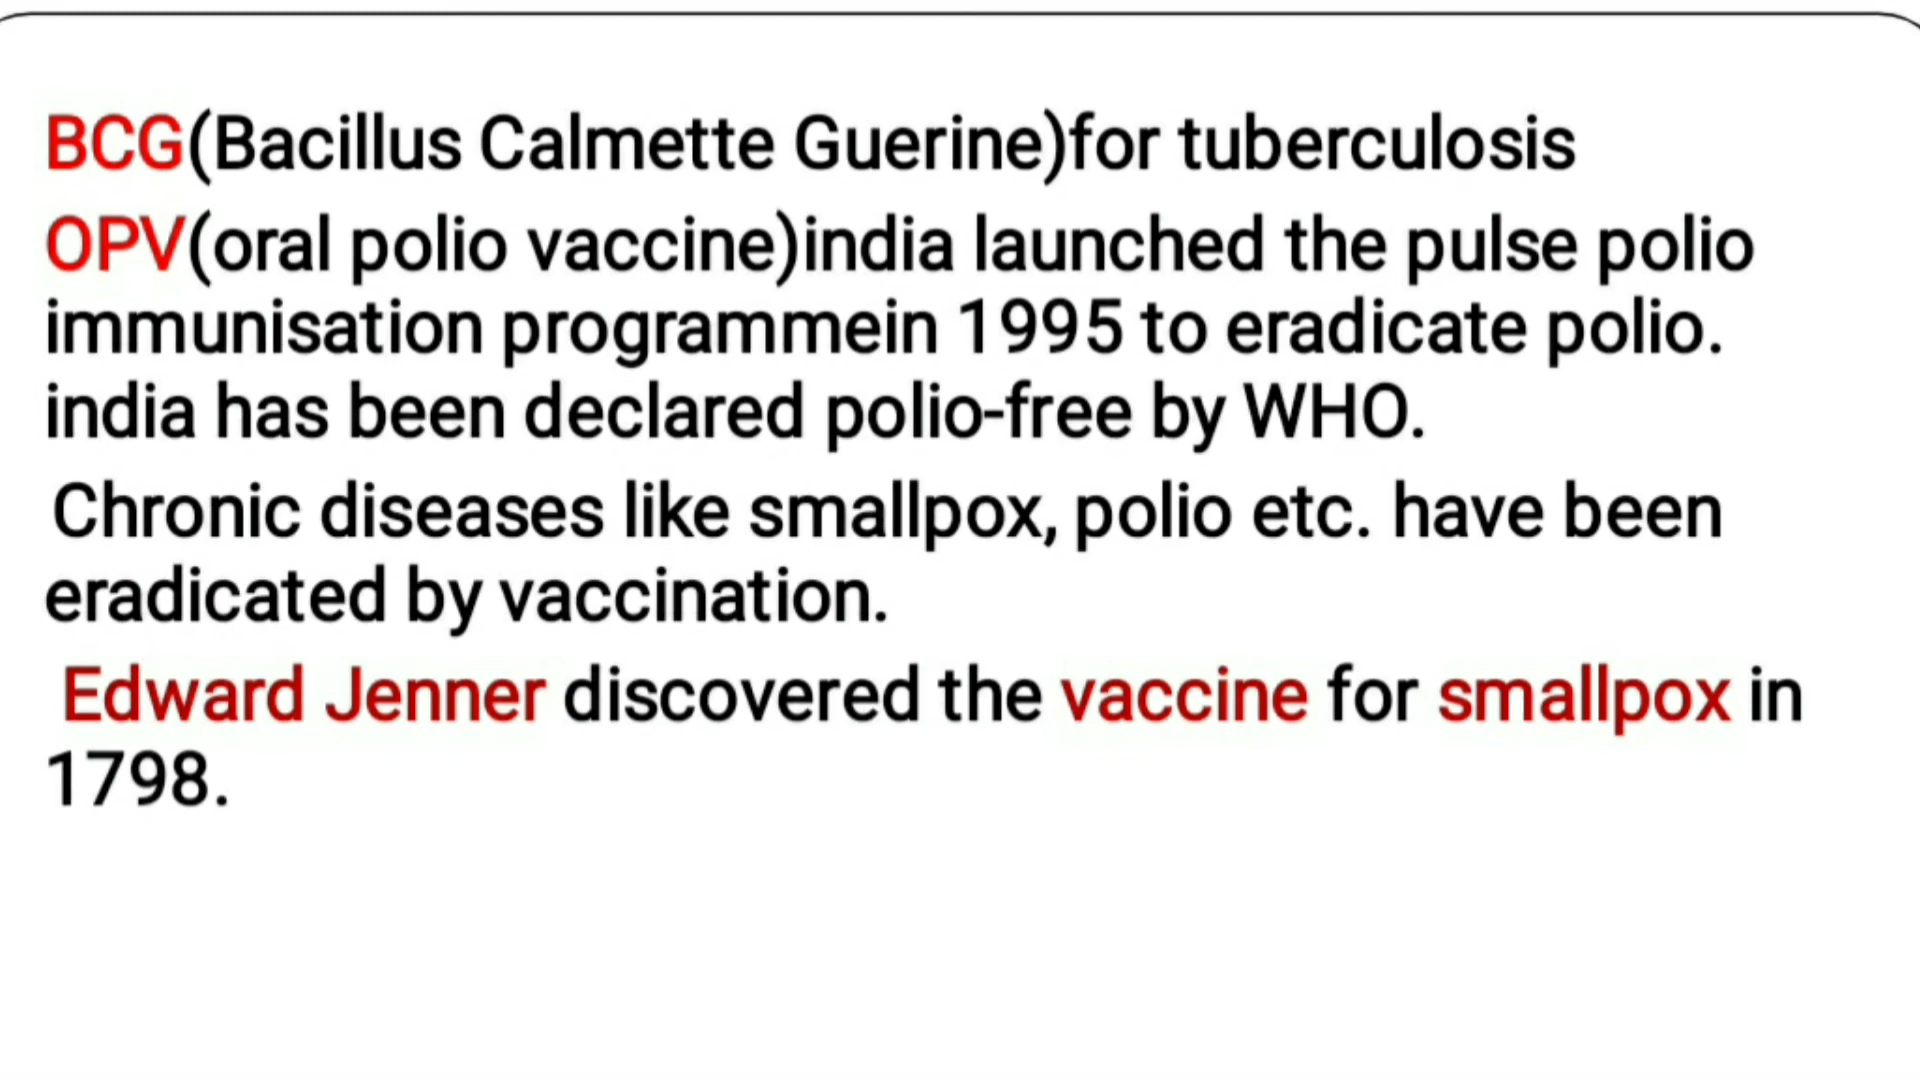 BCG(Bacillus Calmette Guerine)for tuberculosis
OPV(oral polio vaccine)india launched the pulse polio
immunisation programmein 1995 to eradicate polio.
india has been declared polio-free by WHO.
Chronic diseases like smallpox, polio etc. have been
eradicated by vaccination.
Edward Jenner discovered the vaccine for smallpox in
1798.